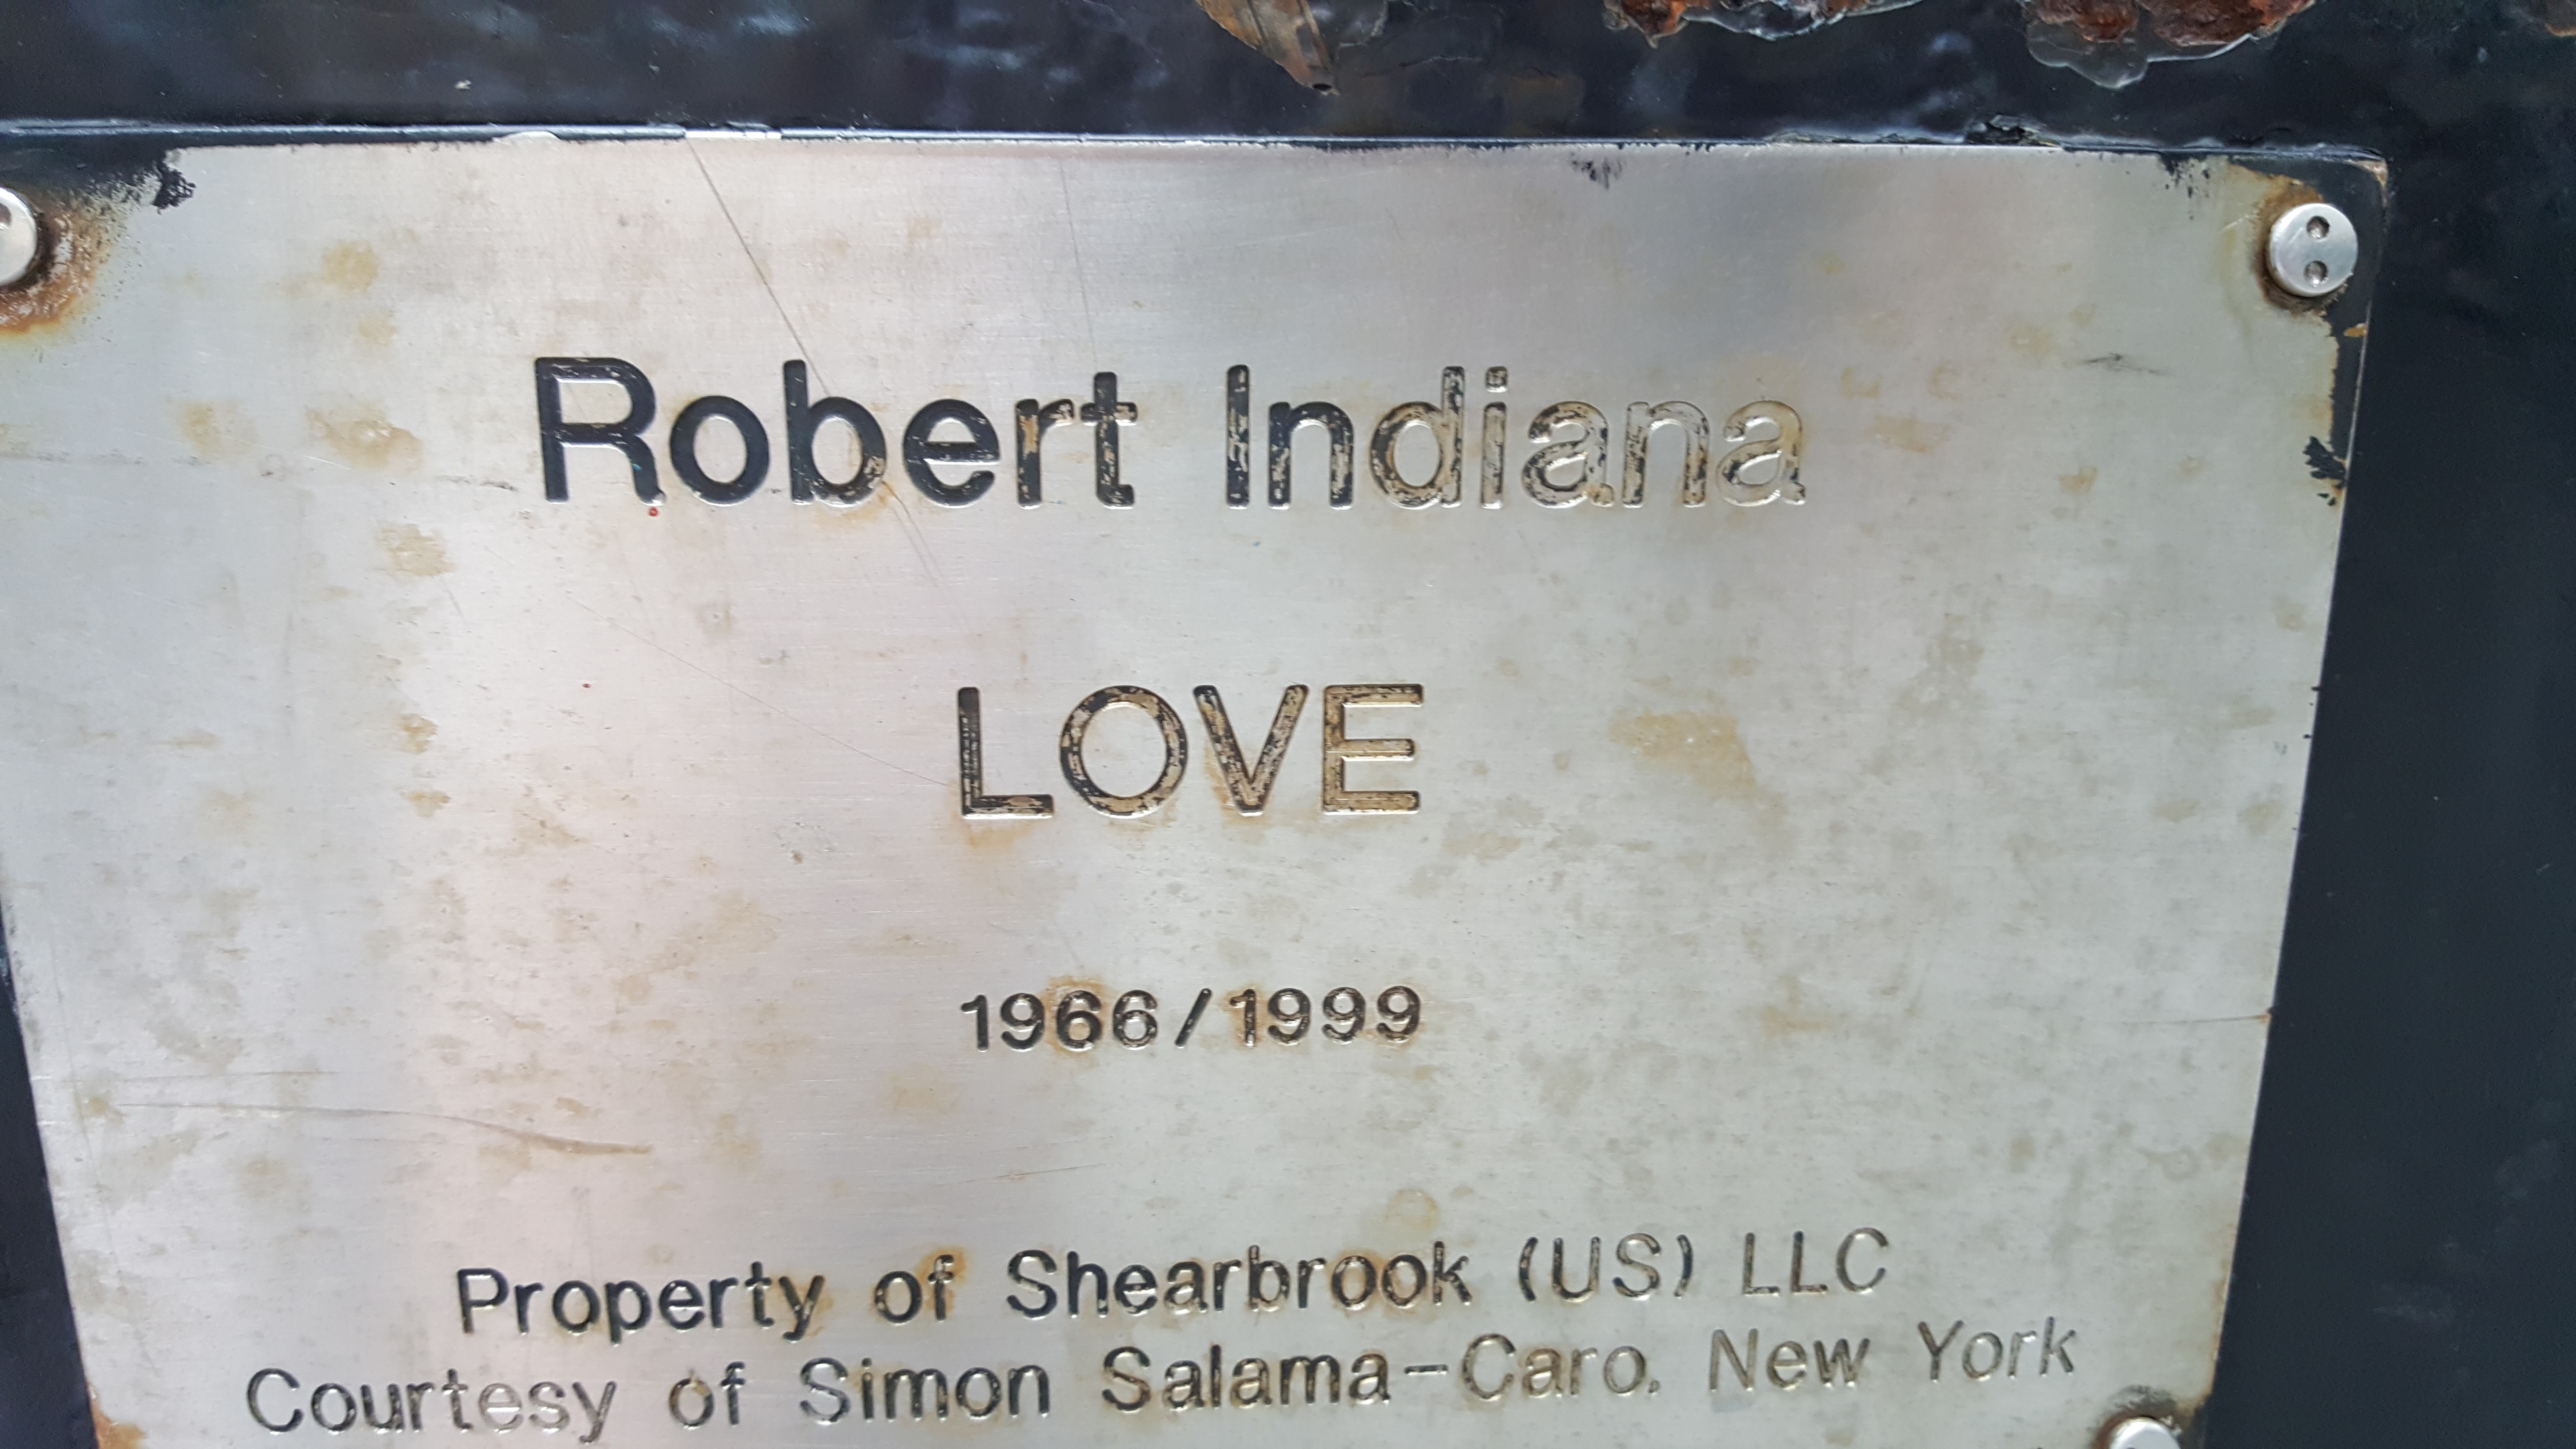 Robert Indiana
LOVE
1966/1999
Property of Shearbrook (US) LLC
Courtesy of Simon Salama-Caro. New York